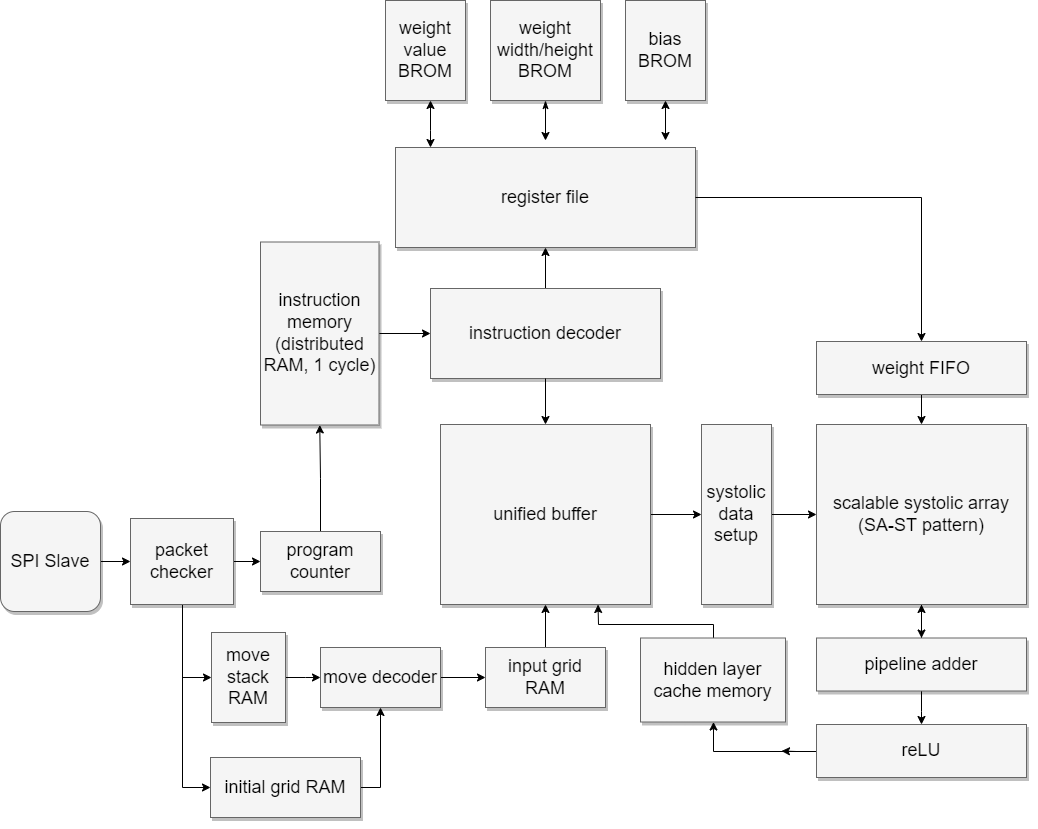 weight
value
BROM
weight
width/height
BROM
bias
BROM
register file
instruction
memory
(distributed
RAM, 1 cycle)
instruction decoder
weight FIFO
unified buffer
systolic
data
setup
scalable systolic array
(SA-ST pattern)
SPI Slave
packet
checker
program
counter
move
stack
RAM
move decoder
input grid
RAM
hidden layer
cache memory
pipeline adder
reLU
initial grid RAM